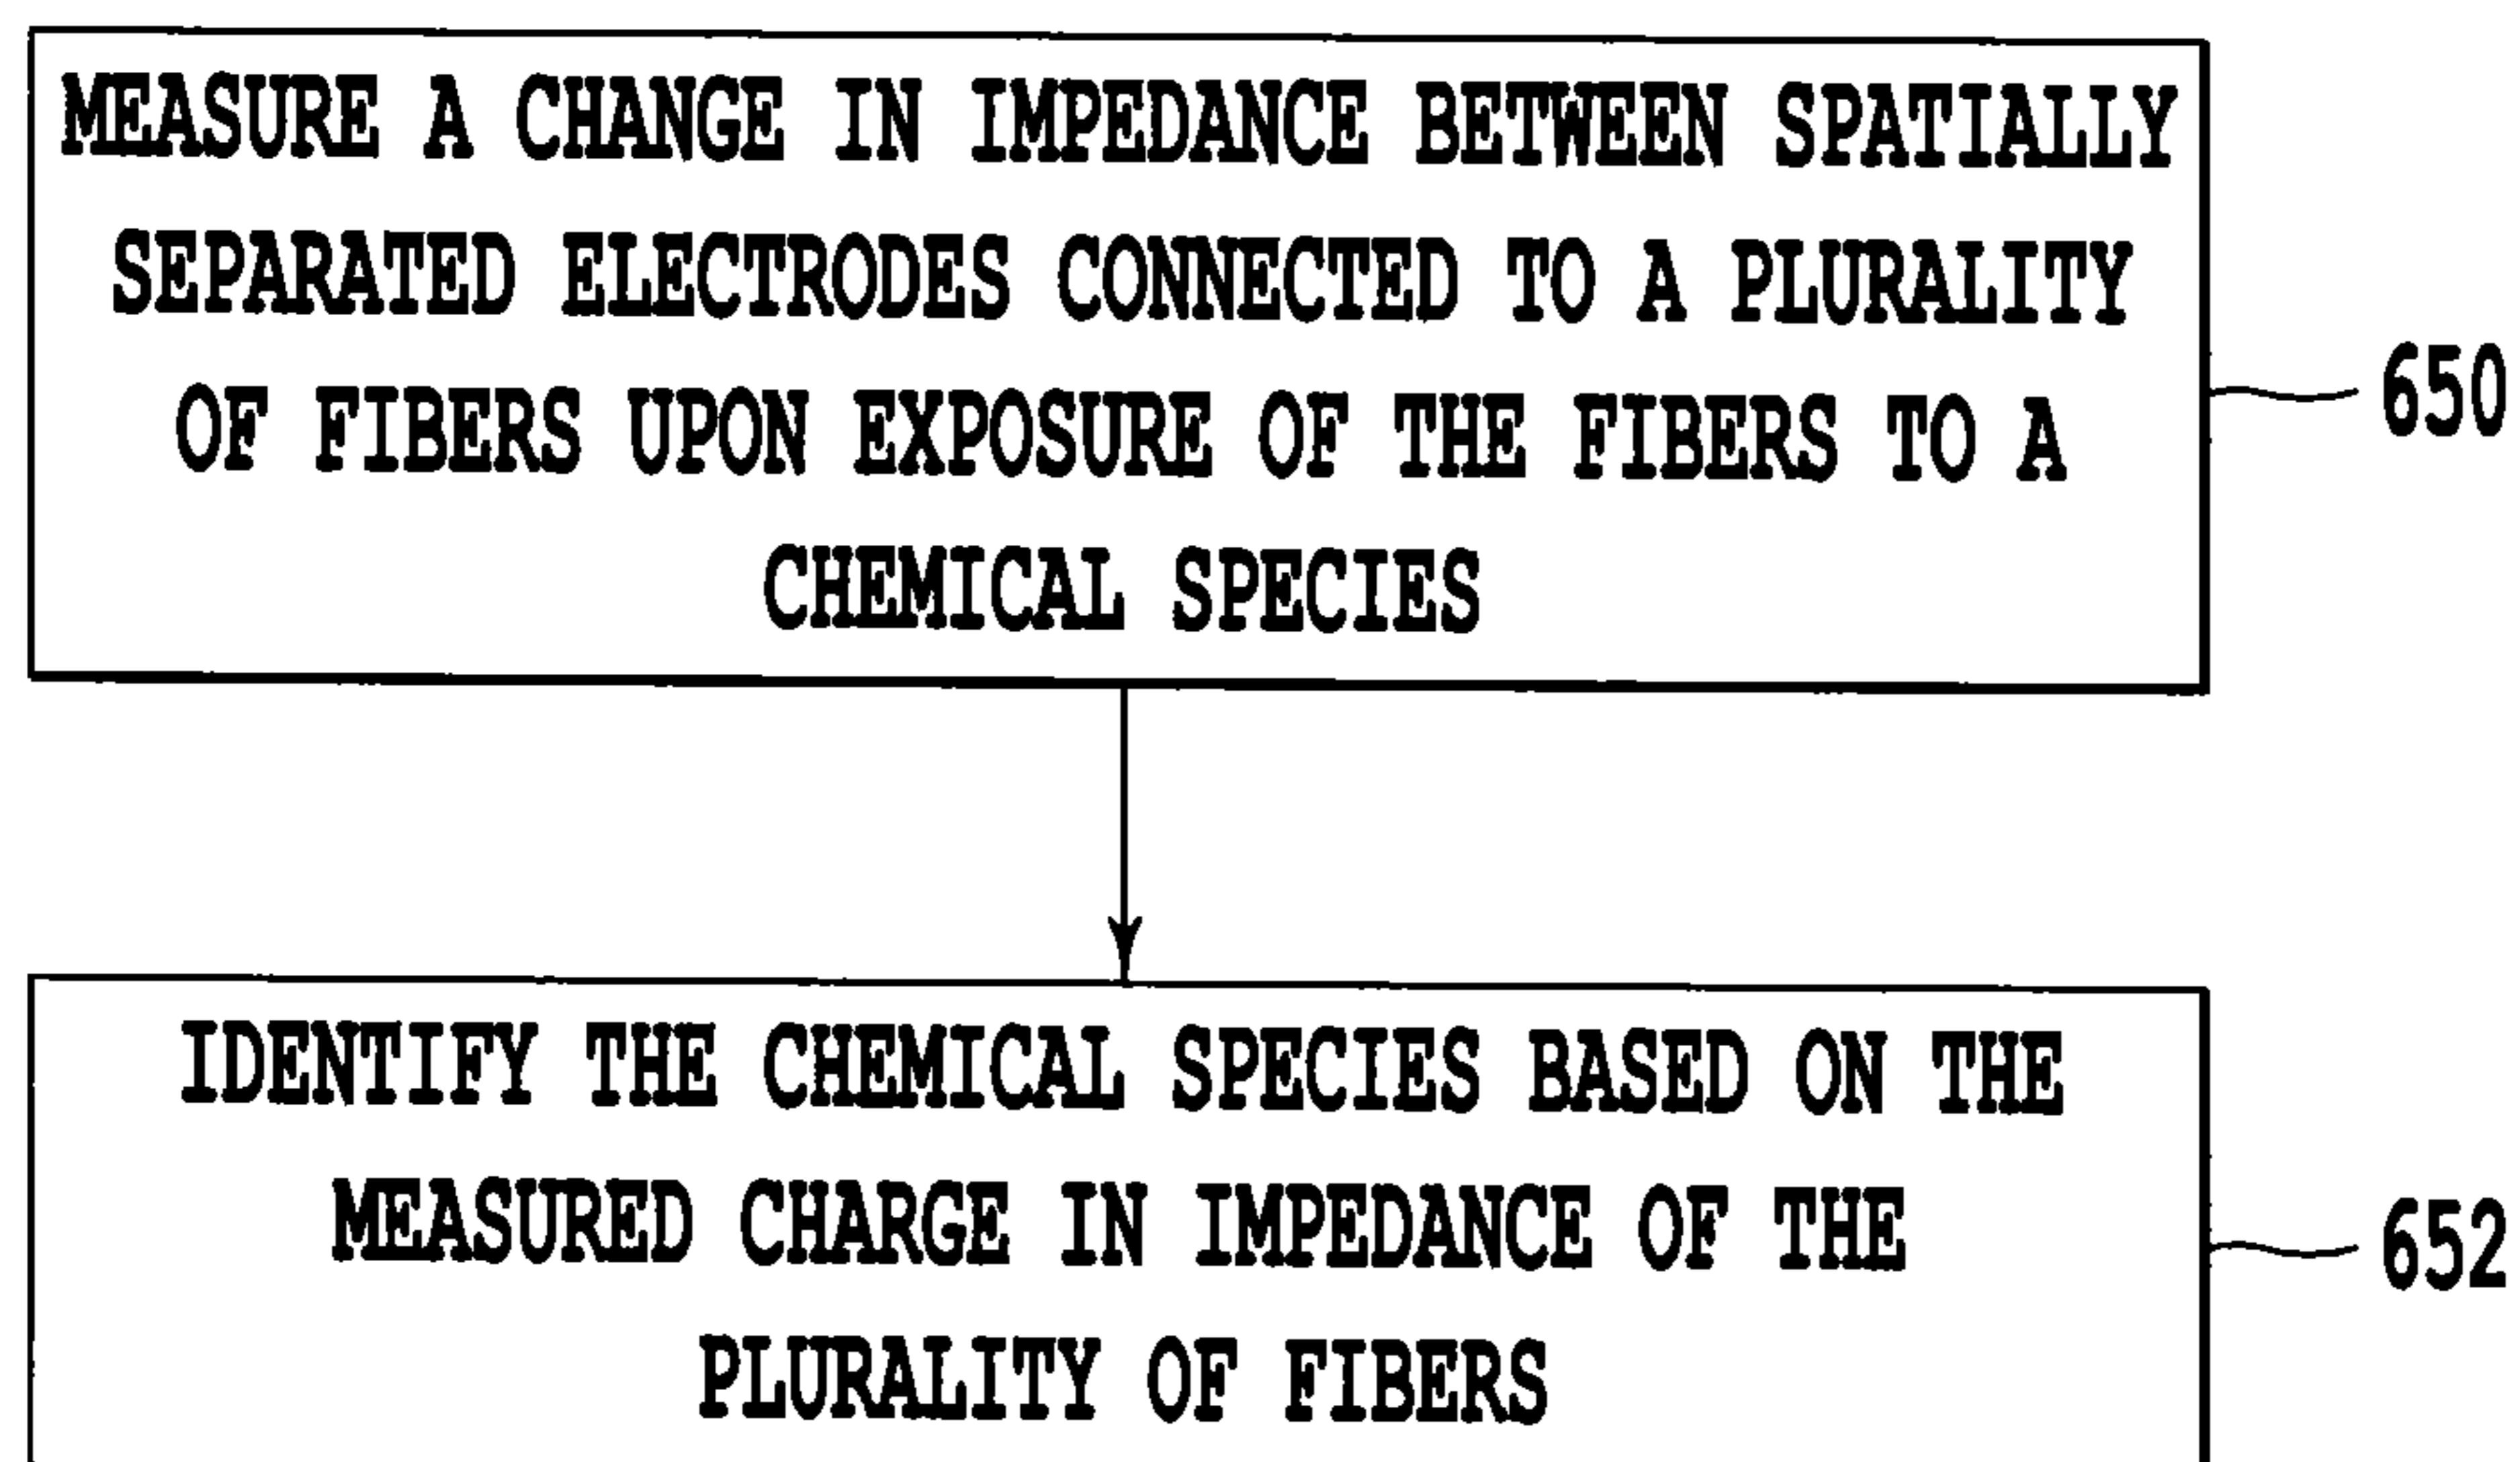 MEASURE A CHANGE IN IMPEDANCE BETWEEN SPATIALLY
SEPARATED ELECTRODES CONNECTED TO A PLURALITY
OF FIBERS UPON EXPOSURE OF THE FIBERS TO A
CHEMICAL SPECIES
650
IDENTIFY THE CHEMICAL SPECIES BASED ON THE
MEASURED CHARGE IN IMPEDANCE OF THE
PLURALITY OF FIBERS
652